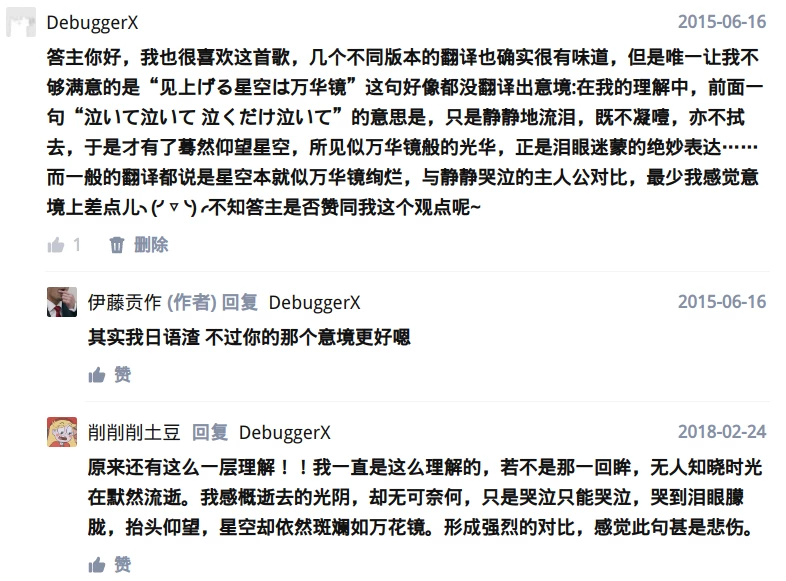 DebuggerX 2015-06-16
答主你好，我也很喜欢这首歌，几个不同版本的翻译也确实很有味道，但是唯一让我不
够满意的是“见上げる星空は万华镜”这句好像都没翻译出意境:在我的理解中，前面一
句“泣いて泣いて 泣くだけ泣いて”的意思是，只是静静地流泪，既不凝噎，亦不拭
去，于是才有了蓦然仰望星空，所见似万华镜般的光华，正是泪眼迷蒙的绝妙表达……
而一般的翻译都说是星空本就似万华镜绚烂，与静静哭泣的主人公对比，最少我感觉意
境上差点儿╮(╯▽╰)╭不知答主是否赞同我这个观点呢~
1 删除
伊藤贡作 (作者) 回复 DebuggerX 2015-06-16
其实我日语渣 不过你的那个意境更好嗯
赞
削削削土豆 回复 DebuggerX 2018-02-24
原来还有这么一层理解！！我一直是这么理解的，若不是那一回眸，无人知晓时光
在默然流逝。我感概逝去的光阴，却无可奈何，只是哭泣只能哭泣，哭到泪眼朦
胧，抬头仰望，星空却依然斑斓如万花镜。形成强烈的对比，感觉此句甚是悲伤。
赞